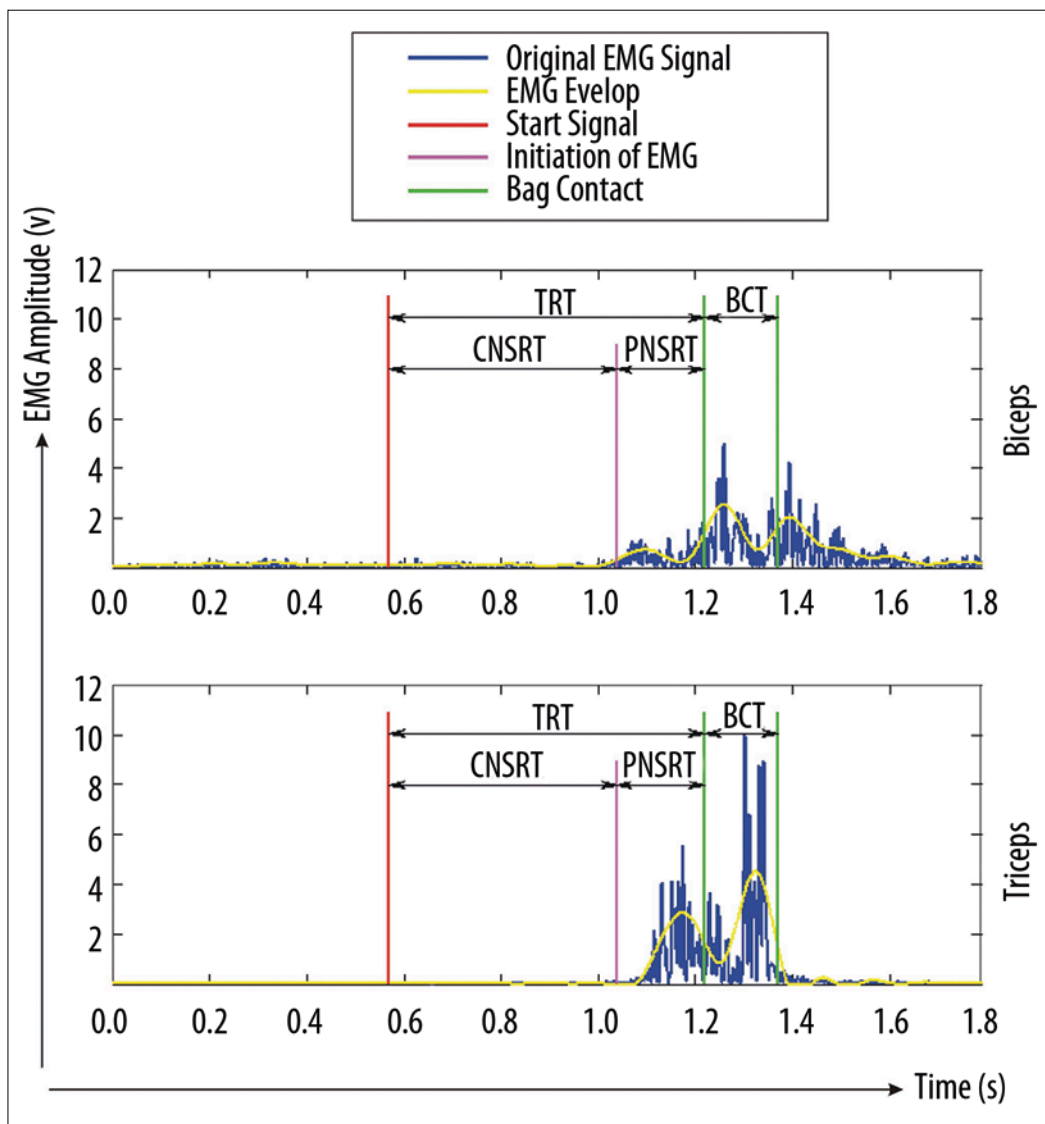 Original EMG Signal
EMG Evelop
Start Signal
Initiation of EMG
Bag Contact
EMG Amplitude (v)
12
10
8
6
4
2
TRT
BCT
CNSRT
PNSRT
Biceps
0.0 0.2 0.4 0.6 0.8 1.0 1.2 1.4 1.6 1.8
12
10
8
6
4
2
TRT
BCT
CNSRT
PNSRT
Triceps
0.0 0.2 0.4 0.6 0.8 1.0 1.2 1.4 1.6 1.8
Time (s)